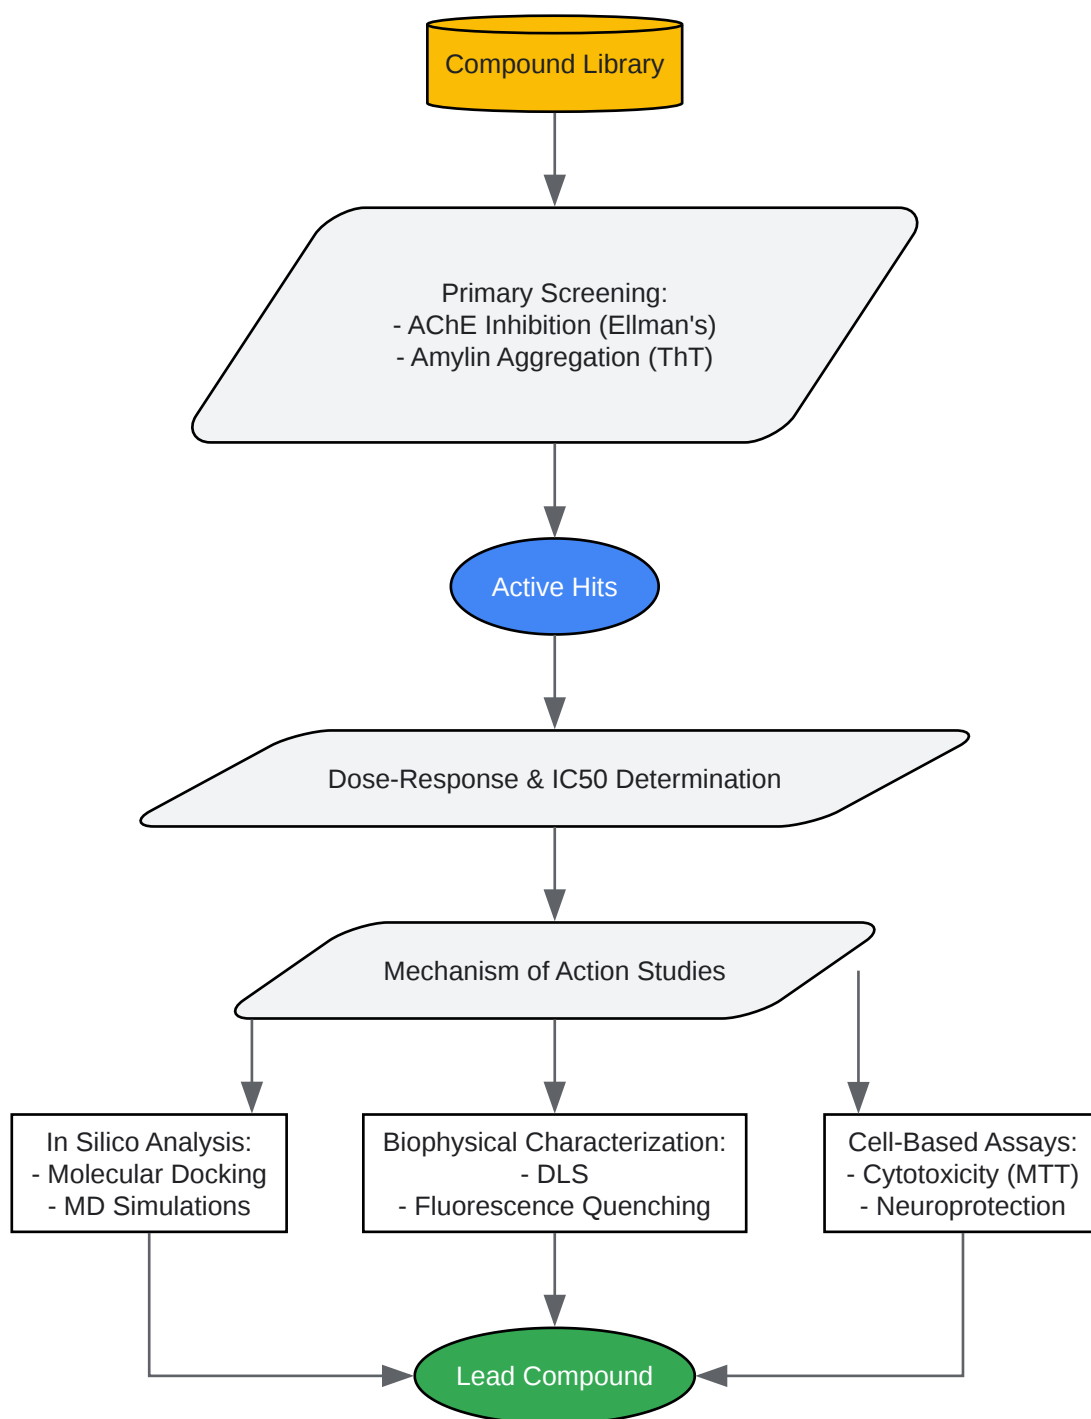 Compound Library
Primary Screening:
- AChE Inhibition (Ellman's)
- Amylin Aggregation (ThT)
Active Hits
Dose-Response & IC50 Determination
Mechanism of Action Studies
In Silico Analysis:
- Molecular Docking
- MD Simulations
Biophysical Characterization:
- DLS
- Fluorescence Quenching
Cell-Based Assays:
- Cytotoxicity (MTT)
- Neuroprotection
Lead Compound